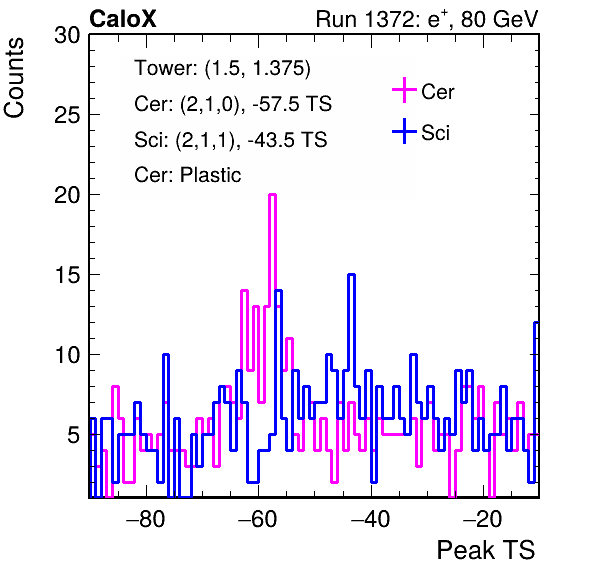 CaloX Run 1372: e⁺, 80 GeV
Counts
Tower: (1.5, 1.375)
Cer: (2,1,0), -57.5 TS
Sci: (2,1,1), -43.5 TS
Cer: Plastic
Cer
Sci
30
25
20
15
10
5
−80 −60 −40 −20
Peak TS